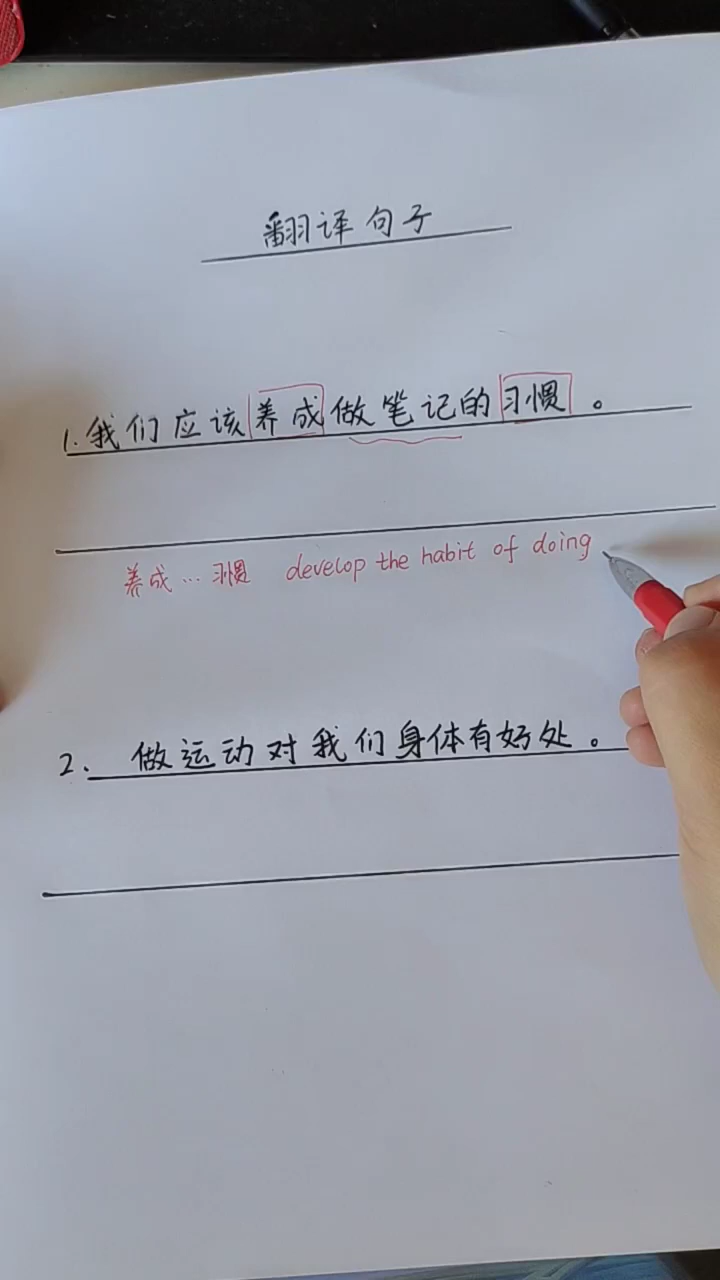 翻译句子
1. 我们应该养成做笔记的习惯。
养成…习惯 develop the habit of doing
2. 做运动对我们身体有好处。